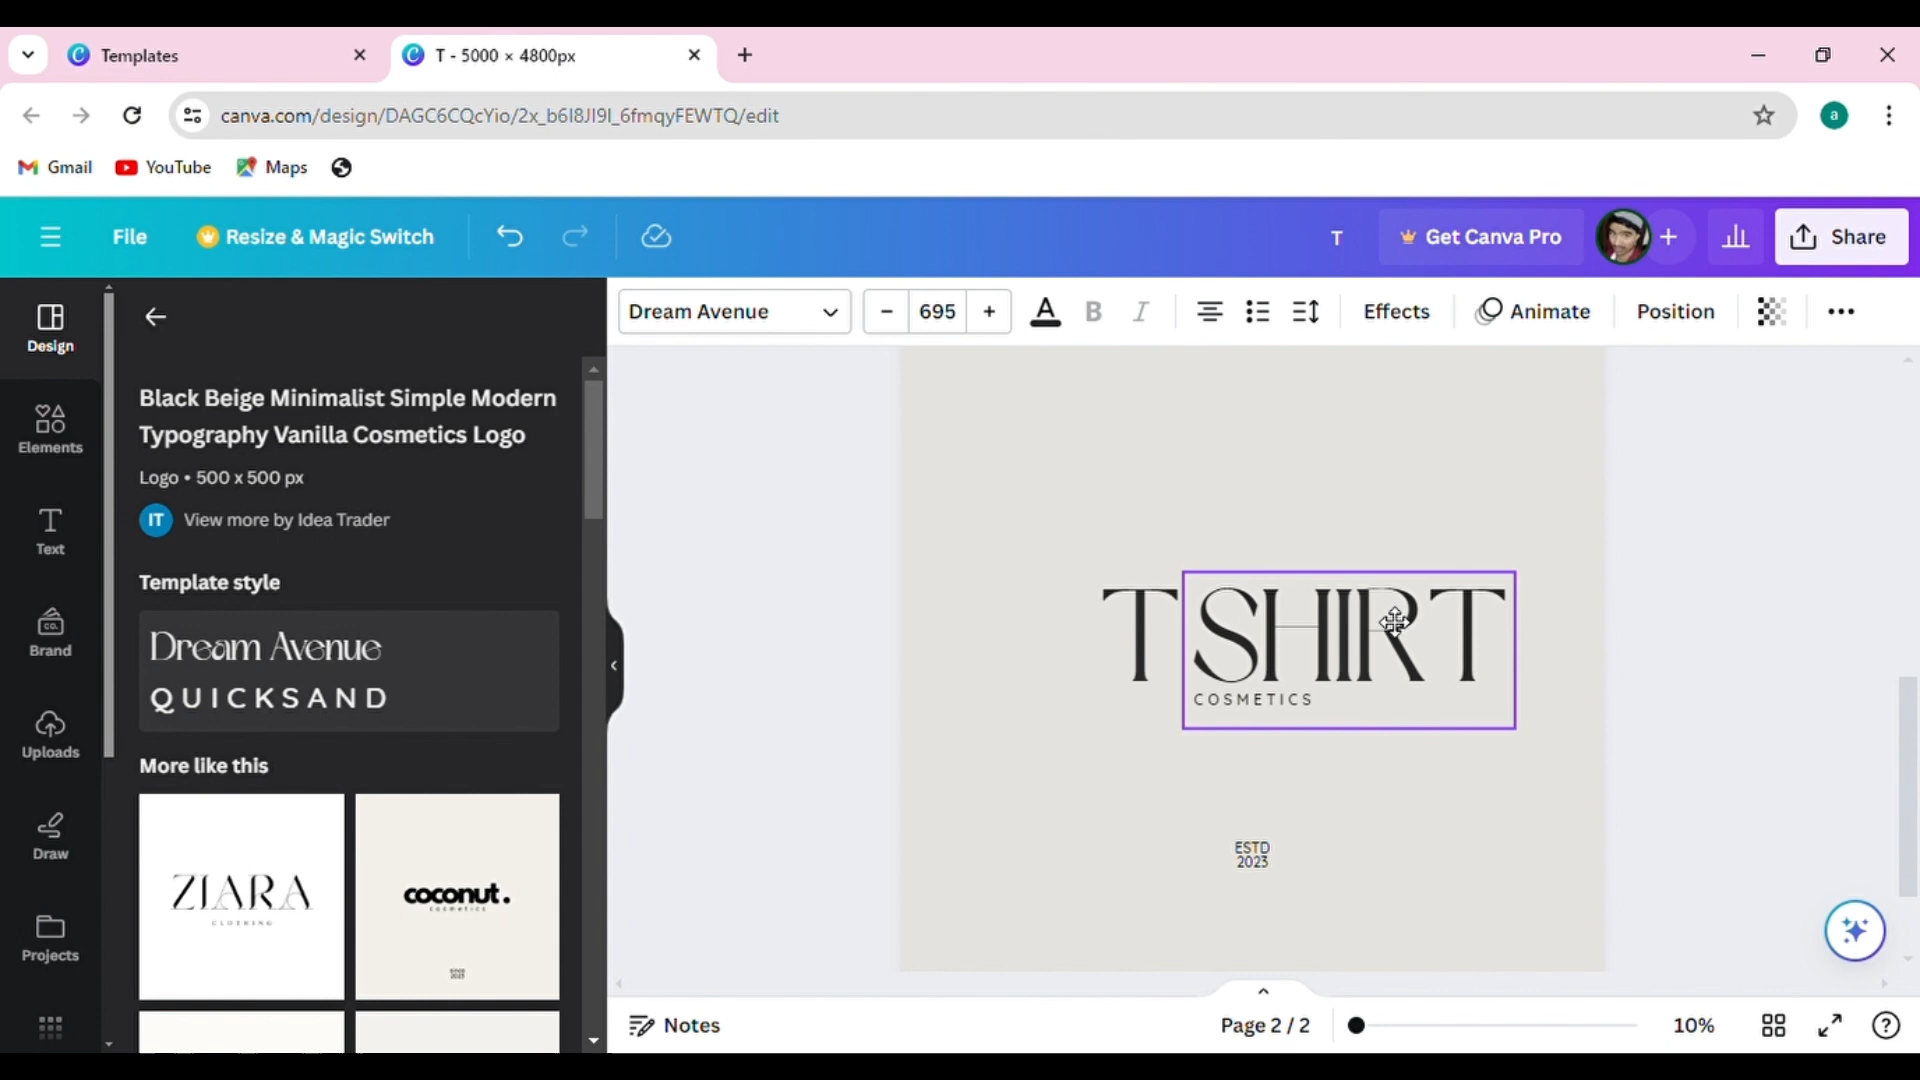 Templates
T - 5000 × 4800px
canva.com/design/DAGC6CQcYio/2x_b6I8JI9I_6fmqyFEWTQ/edit
a
Gmail
YouTube
Maps
File
Resize & Magic Switch
T
Get Canva Pro
Share
Design
Elements
Text
Brand
Uploads
Draw
Projects
Black Beige Minimalist Simple Modern
Typography Vanilla Cosmetics Logo
Logo • 500 x 500 px
IT
View more by Idea Trader
Template style
Dream Avenue
QUICKSAND
More like this
ZIARA
CLOTHING
coconut.
cosmetics
Dream Avenue
- 695 +
A
B
I
Effects
Animate
Position
T SHIRT
COSMETICS
ESTD
2023
Notes
Page 2 / 2
10%